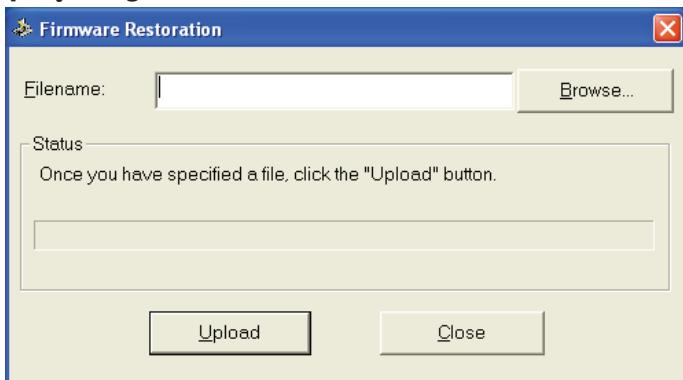 Firmware Restoration
Filename:
Browse...
Status
Once you have specified a file, click the "Upload" button.
Upload
Close